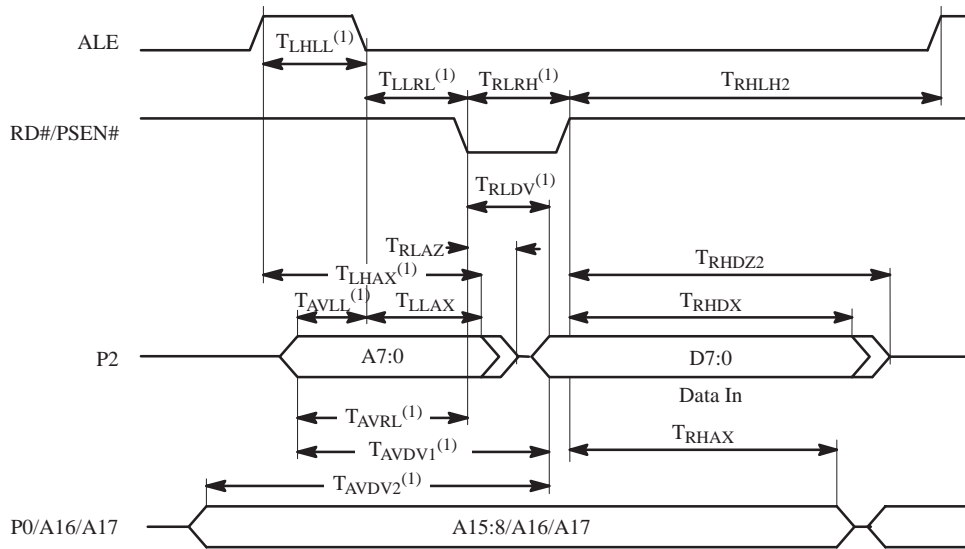 ALE
TLHLL(1)
TLLRL(1) TRLRH(1) TRHLH2
RD#/PSEN#
TRLDV(1)
TRLAZ
TLHAX(1) TRHDZ2
TAVLL(1) TLLAX TRHDX
P2 A7:0 D7:0
Data In
TAVRL(1) TRHAX
TAVDV1(1)
TAVDV2(1)
P0/A16/A17 A15:8/A16/A17